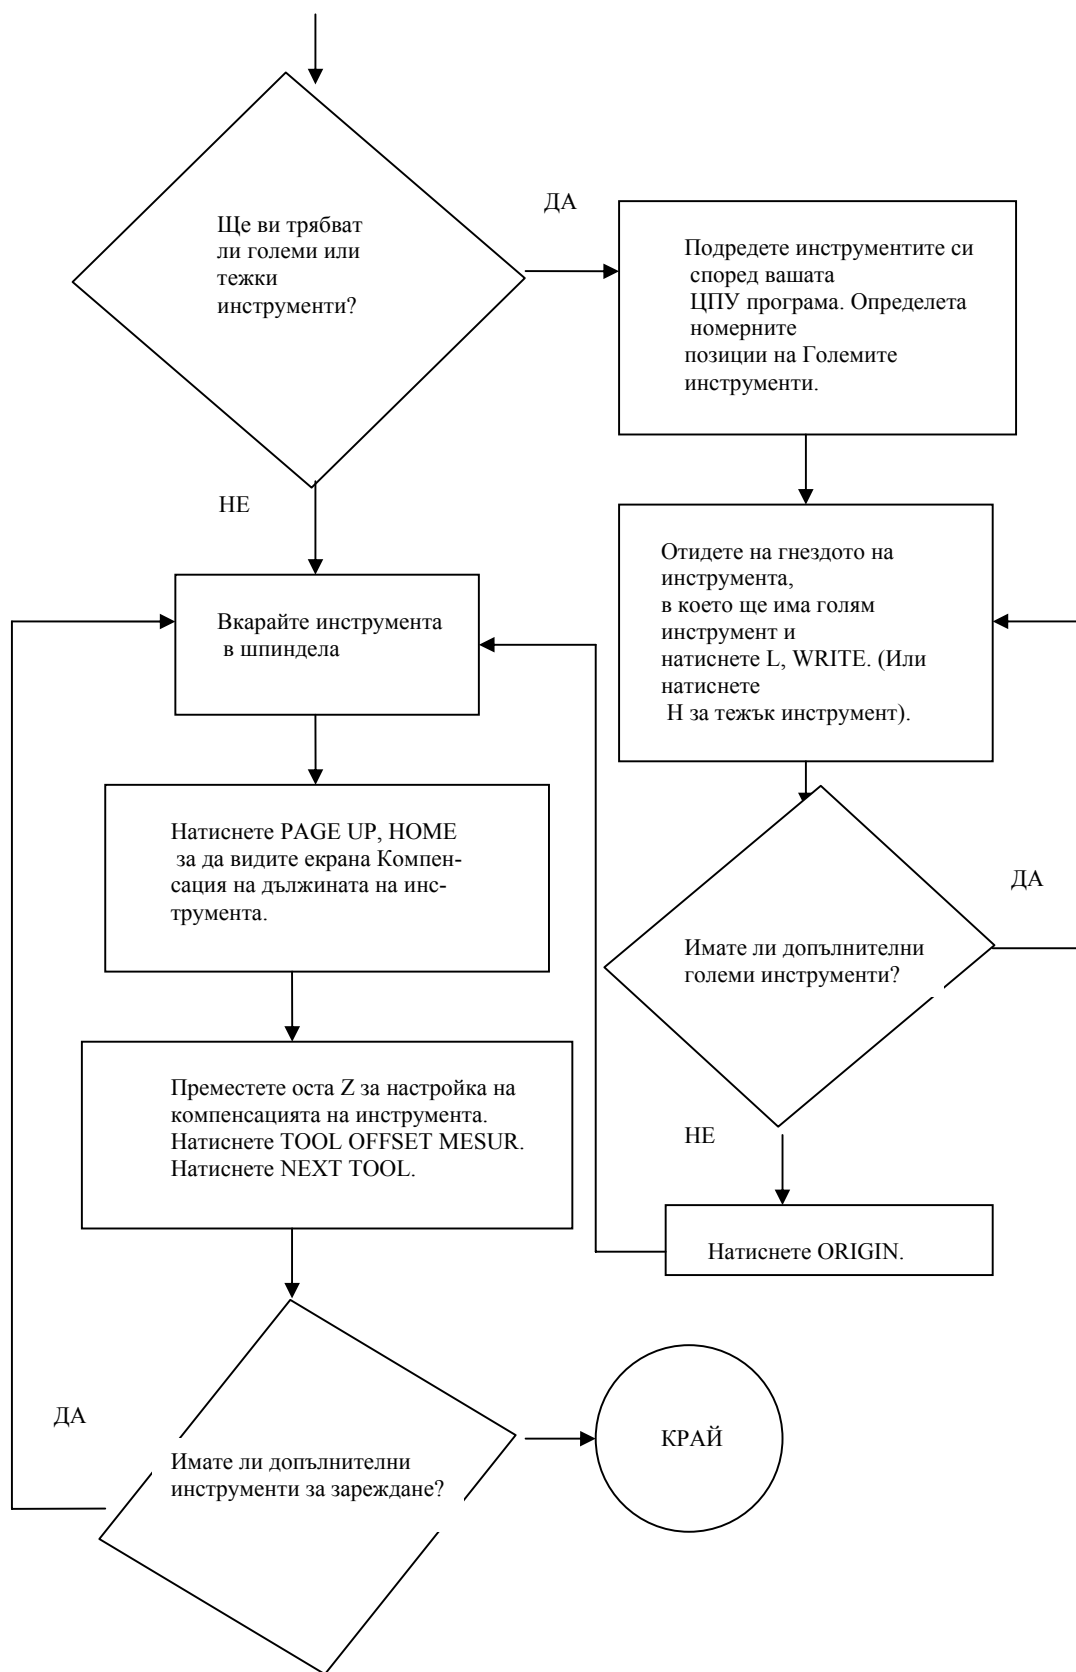 ДА
Ще ви трябват
ли големи или
тежки
инструменти?
Подредете инструментите си
според вашата
ЦПУ програма. Определета
номерните
позиции на Големите
инструменти.
НЕ
Отидете на гнездото на
инструмента,
в което ще има голям
инструмент и
натиснете L, WRITE. (Или
натиснете
H за тежък инструмент).
Вкарайте инструмента
в шпиндела
Натиснете PAGE UP, HOME
за да видите екрана Компен-
сация на дължината на инс-
трумента.
ДА
Имате ли допълнителни
големи инструменти?
Преместете оста Z за настройка на
компенсацията на инструмента.
Натиснете TOOL OFFSET MESUR.
Натиснете NEXT TOOL.
НЕ
Натиснете ORIGIN.
ДА
Имате ли допълнителни
инструменти за зареждане?
КРАЙ